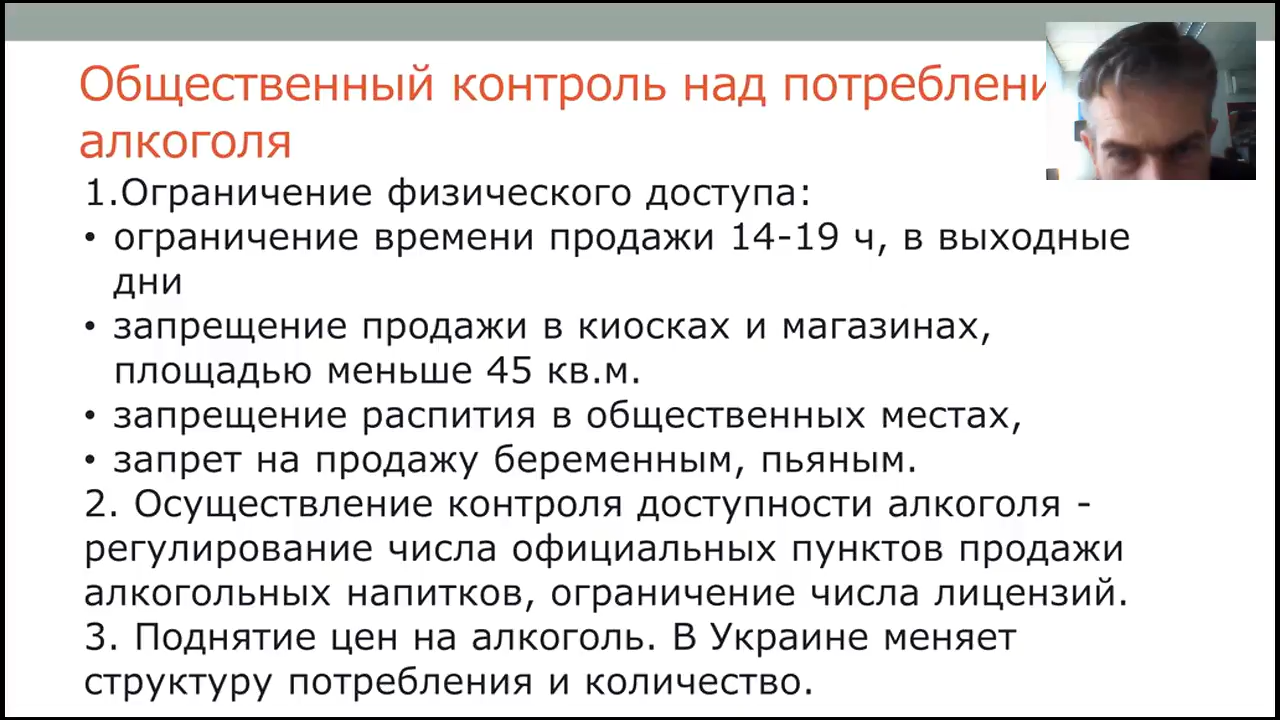 Общественный контроль над потреблени
алкоголя
1.Ограничение физического доступа:
• ограничение времени продажи 14-19 ч, в выходные
дни
• запрещение продажи в киосках и магазинах,
площадью меньше 45 кв.м.
• запрещение распития в общественных местах,
• запрет на продажу беременным, пьяным.
2. Осуществление контроля доступности алкоголя -
регулирование числа официальных пунктов продажи
алкогольных напитков, ограничение числа лицензий.
3. Поднятие цен на алкоголь. В Украине меняет
структуру потребления и количество.